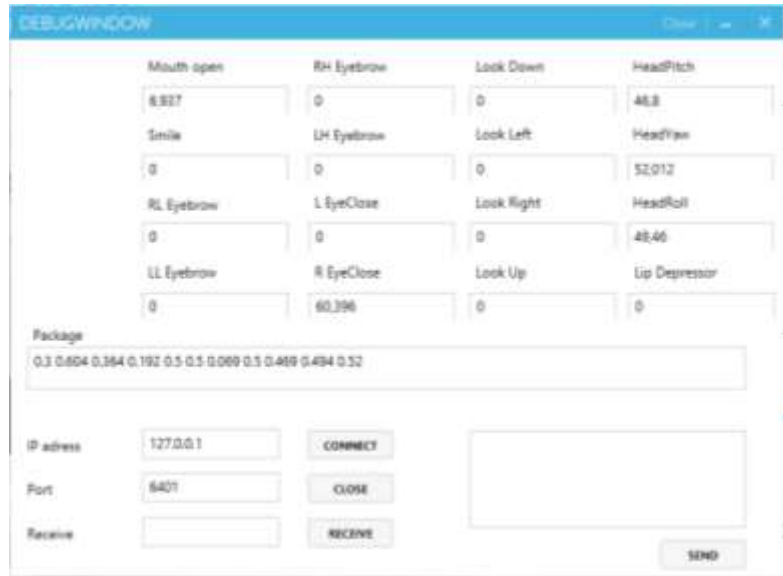 DEBUGWINDOW Close
Mouth open RH Eyebrow Look Down HeadPitch
6,937 0 0 46,8
Smile LH Eyebrow Look Left HeadYaw
0 0 0 52,012
RL Eyebrow L EyeClose Look Right HeadRoll
0 0 0 49,46
LL Eyebrow R EyeClose Look Up Lip Depressor
0 60,396 0 0
Package
0.3 0.604 0.364 0.192 0.5 0.5 0.069 0.5 0.469 0.494 0.52
IP adress 127.0.0.1 CONNECT
Port 6401 CLOSE
Receive RECEIVE
SEND